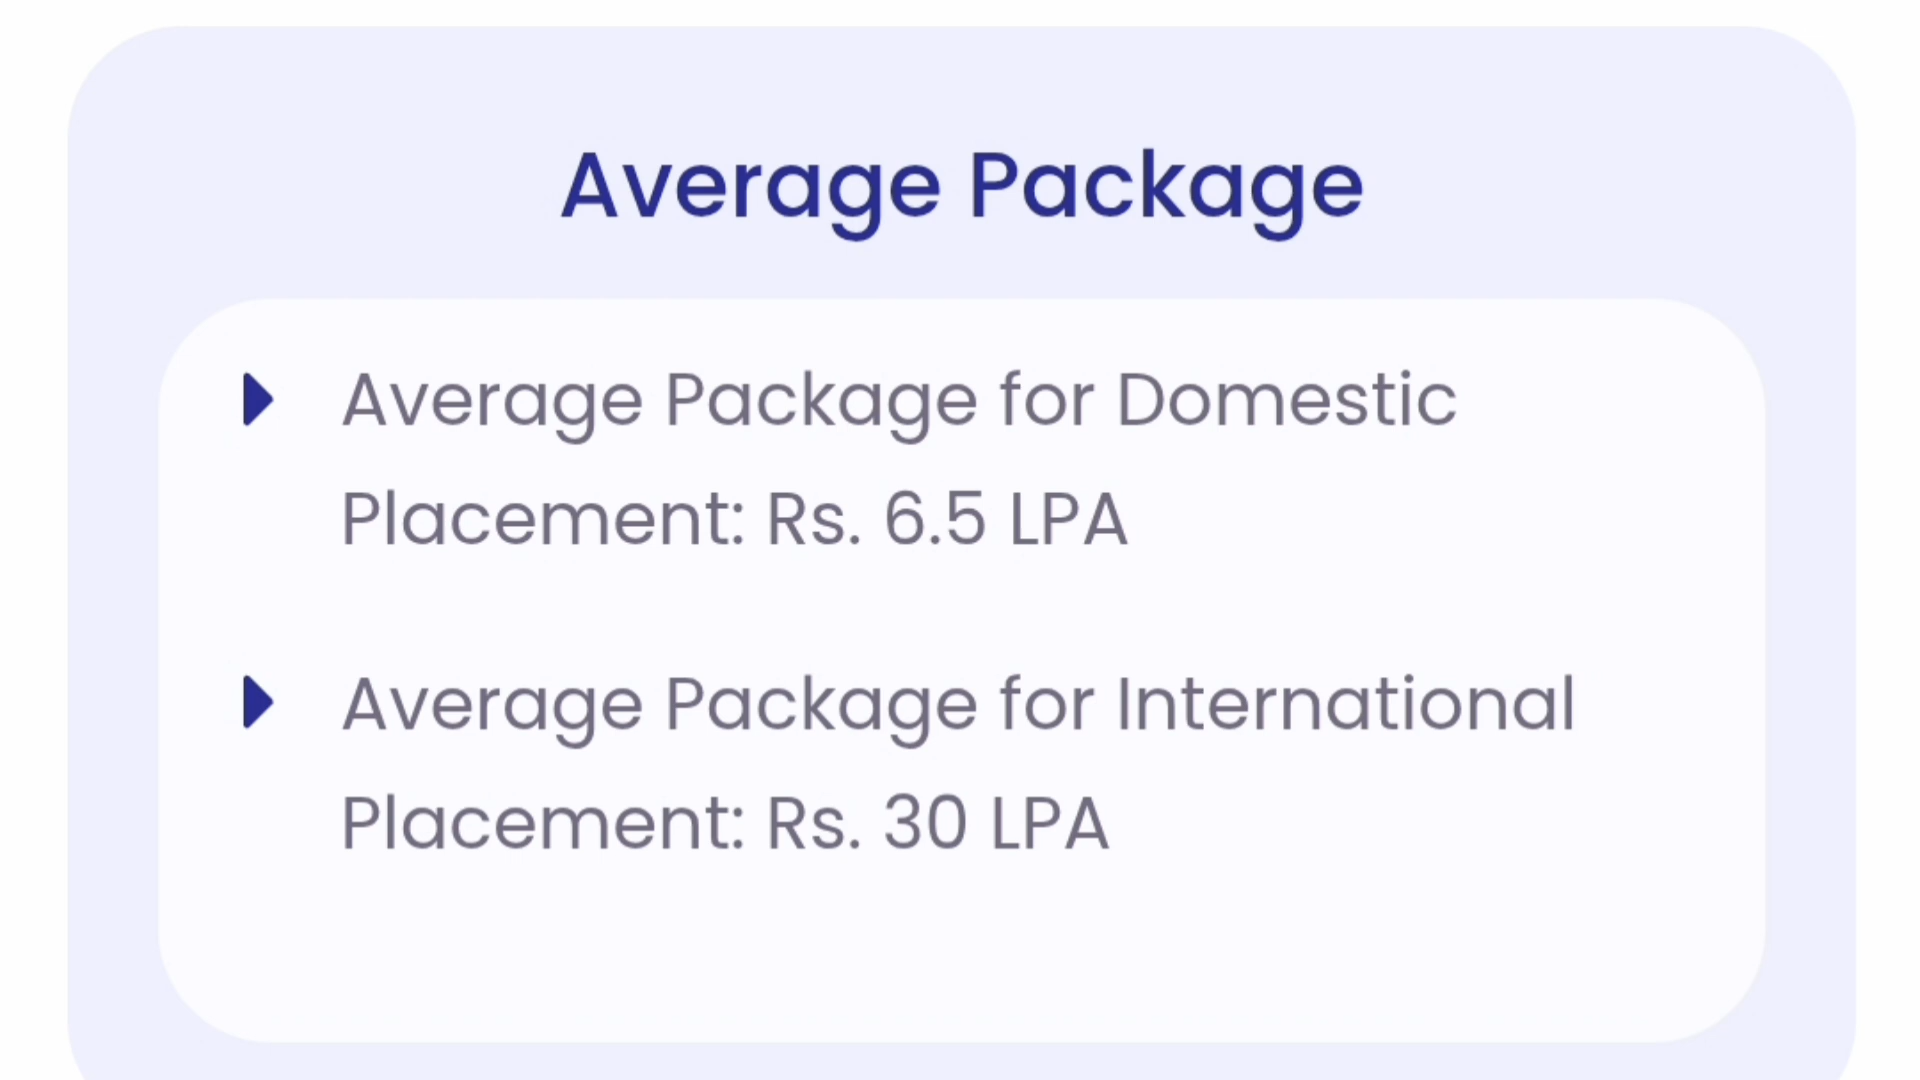 Average Package
Average Package for Domestic
Placement: Rs. 6.5 LPA
Average Package for International
Placement: Rs. 30 LPA